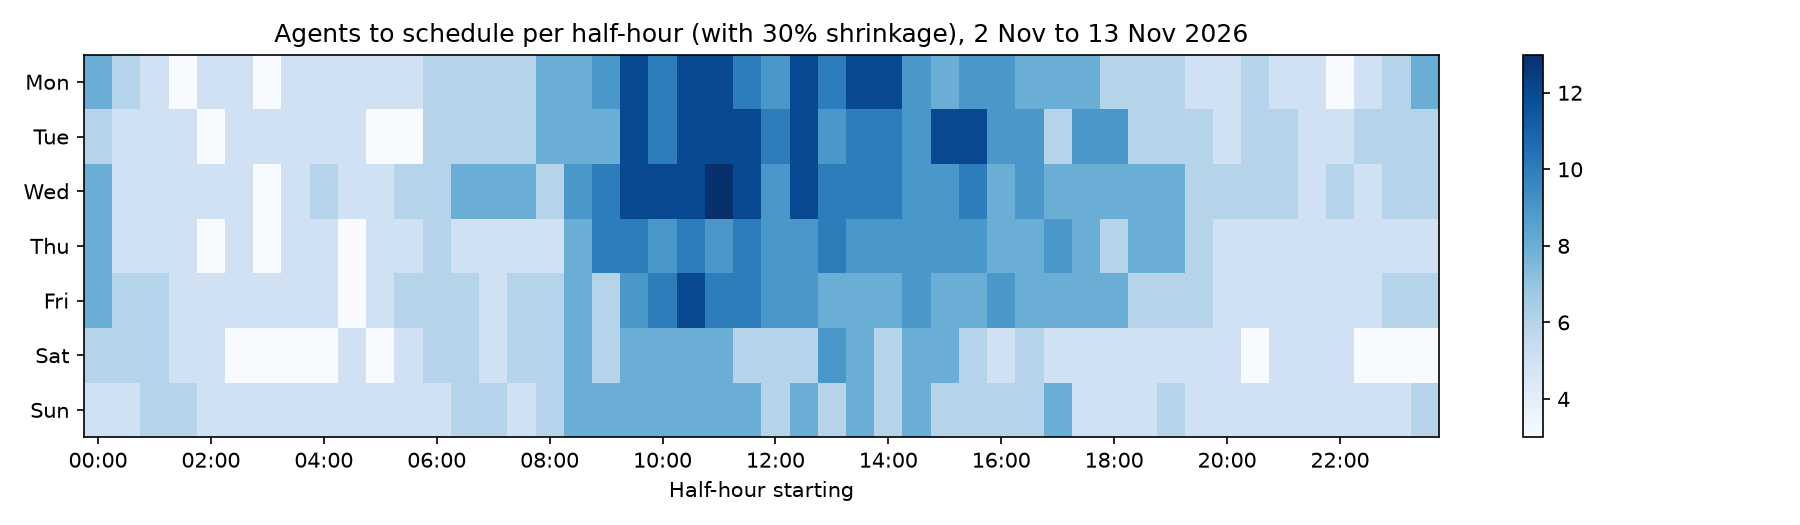 Agents to schedule per half-hour (with 30% shrinkage), 2 Nov to 13 Nov 2026
Mon
Tue
Wed
Thu
Fri
Sat
Sun
00:00 02:00 04:00 06:00 08:00 10:00 12:00 14:00 16:00 18:00 20:00 22:00
Half-hour starting
12
10
8
6
4